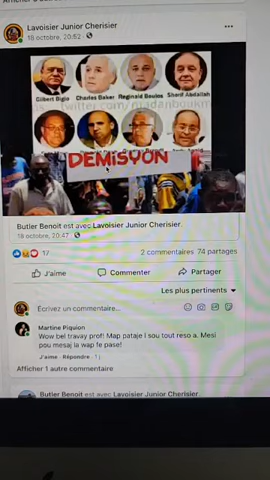 Lavoisier Junior Cherisier
18 octobre, 20:52
Gilbert Bigio Charles Baker Reginald Boulos Sherif Abdallah
DEMISYON
Butler Benoit est avec Lavoisier Junior Cherisier.
18 octobre, 20:47
17
2 commentaires 74 partages
J'aime Commenter Partager
Les plus pertinents
Ecrivez un commentaire...
Martine Piquion
Wow bel travay prof! Map pataje l sou tout reso a. Mesi
pou mesaj la wap fe pase!
J'aime · Répondre · 1 j
Afficher 1 autre commentaire
Butler Benoit est avec Lavoisier Junior Cherisier.